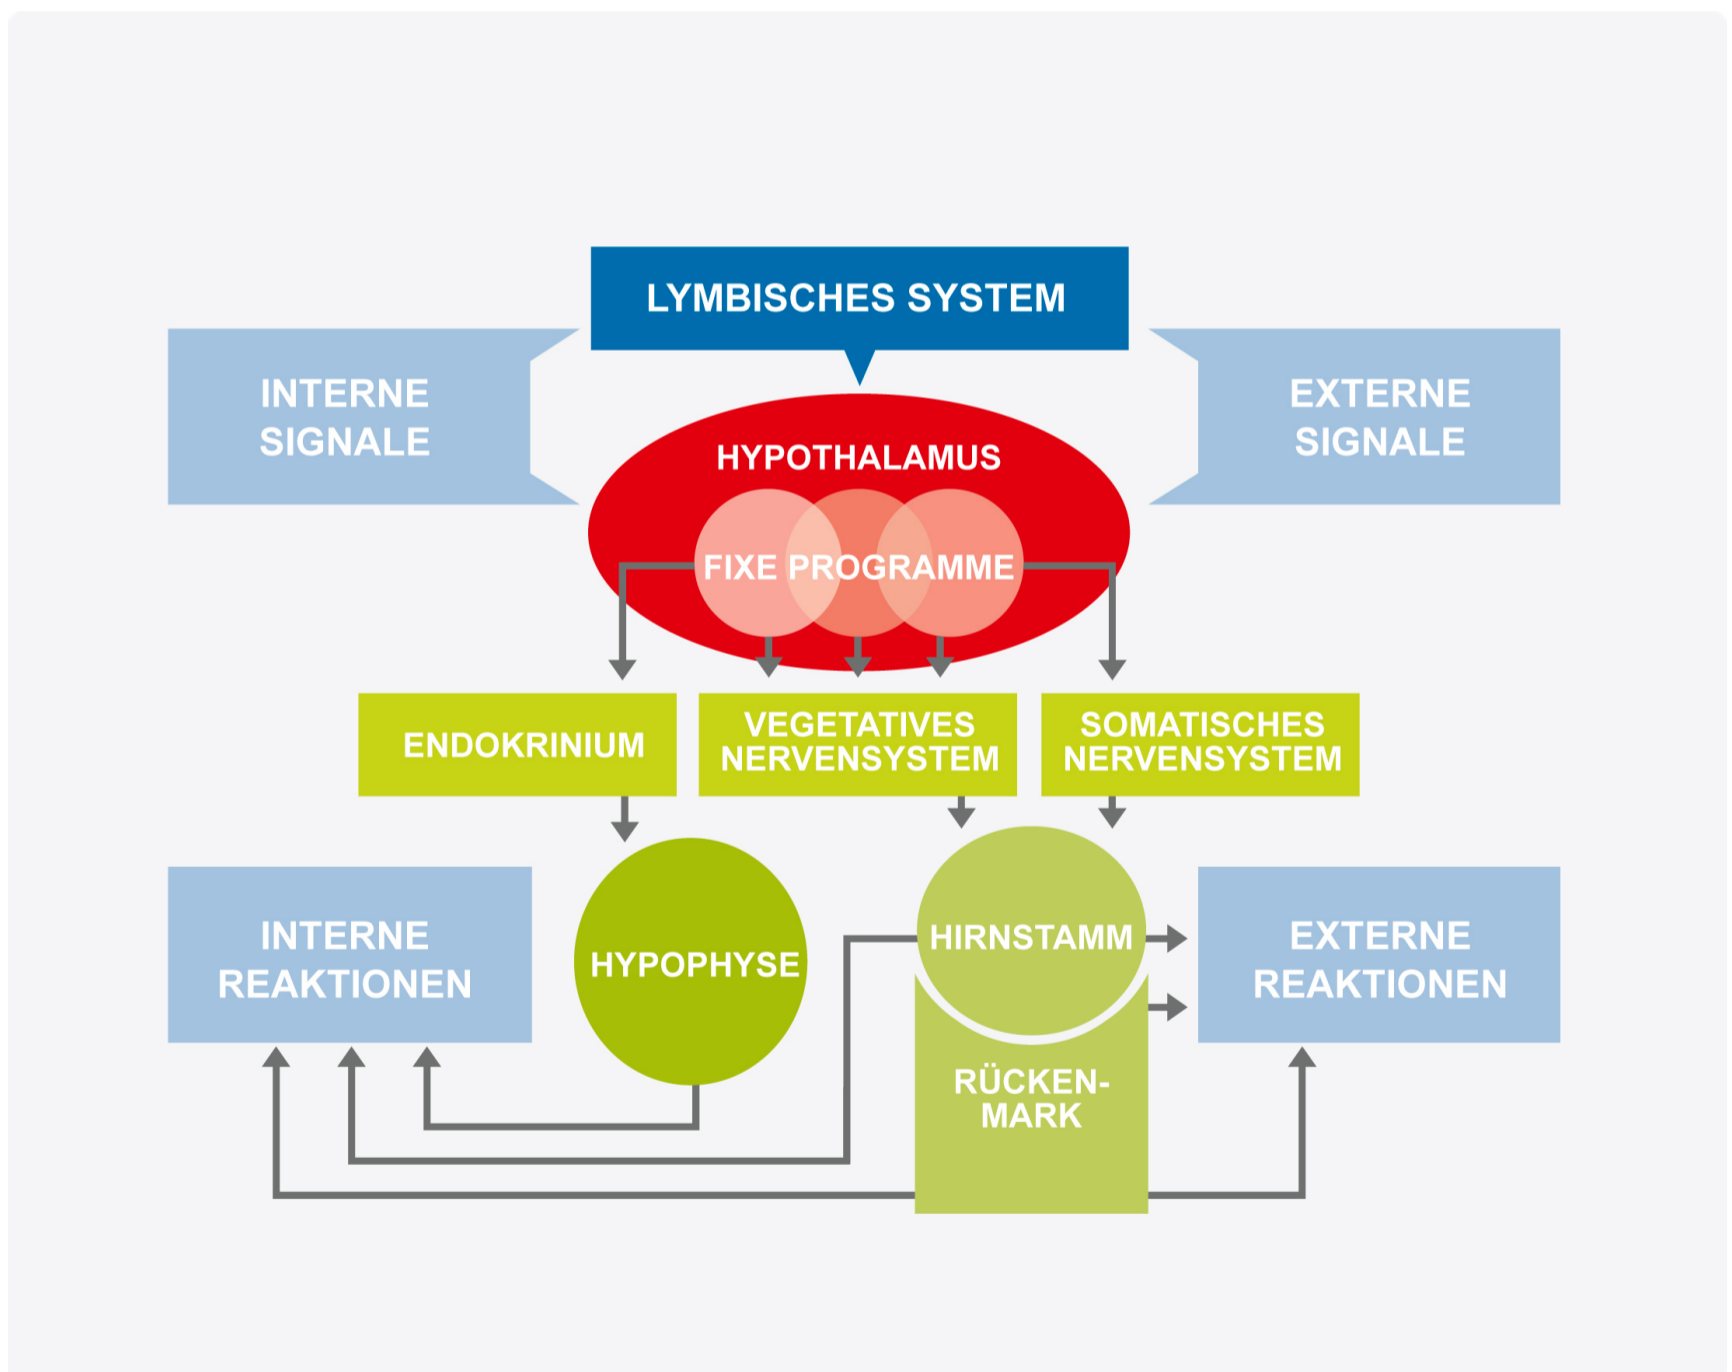 LYMBISCHES SYSTEM
INTERNE
SIGNALE
EXTERNE
SIGNALE
HYPOTHALAMUS
FIXE PROGRAMME
ENDOKRINIUM
VEGETATIVES
NERVENSYSTEM
SOMATISCHES
NERVENSYSTEM
INTERNE
REAKTIONEN
HYPOPHYSE
HIRNSTAMM
EXTERNE
REAKTIONEN
RÜCKEN-
MARK